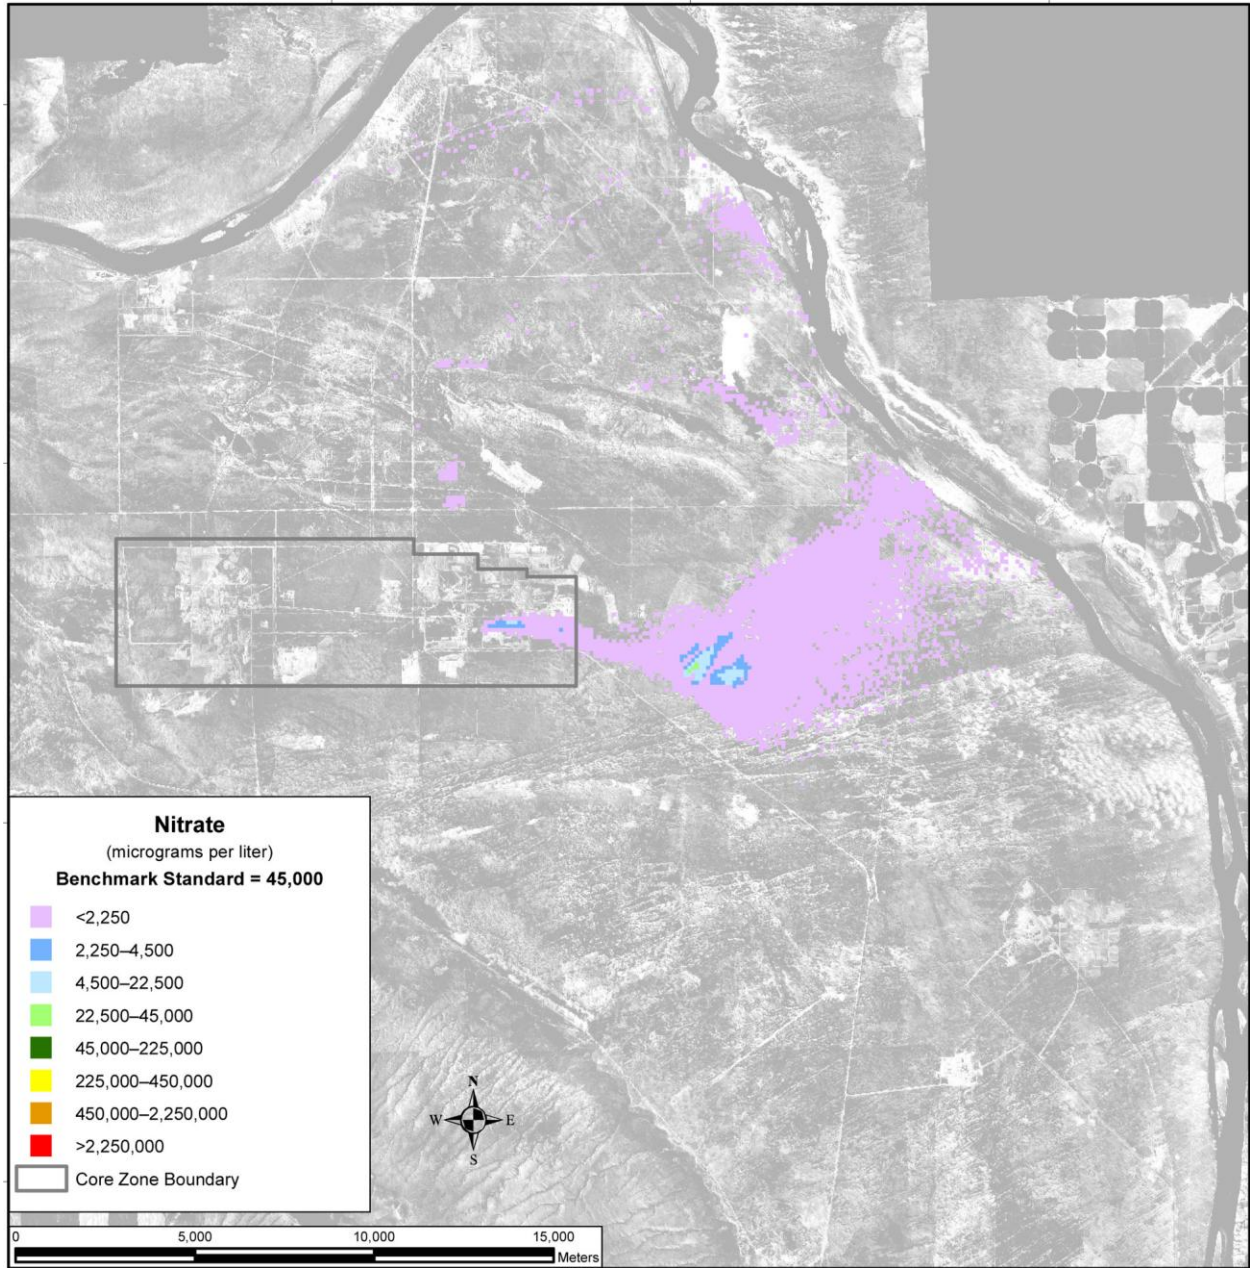 Nitrate
(micrograms per liter)
Benchmark Standard = 45,000
<2,250
2,250–4,500
4,500–22,500
22,500–45,000
45,000–225,000
225,000–450,000
450,000–2,250,000
>2,250,000
Core Zone Boundary
N
W E
S
0 5,000 10,000 15,000
Meters